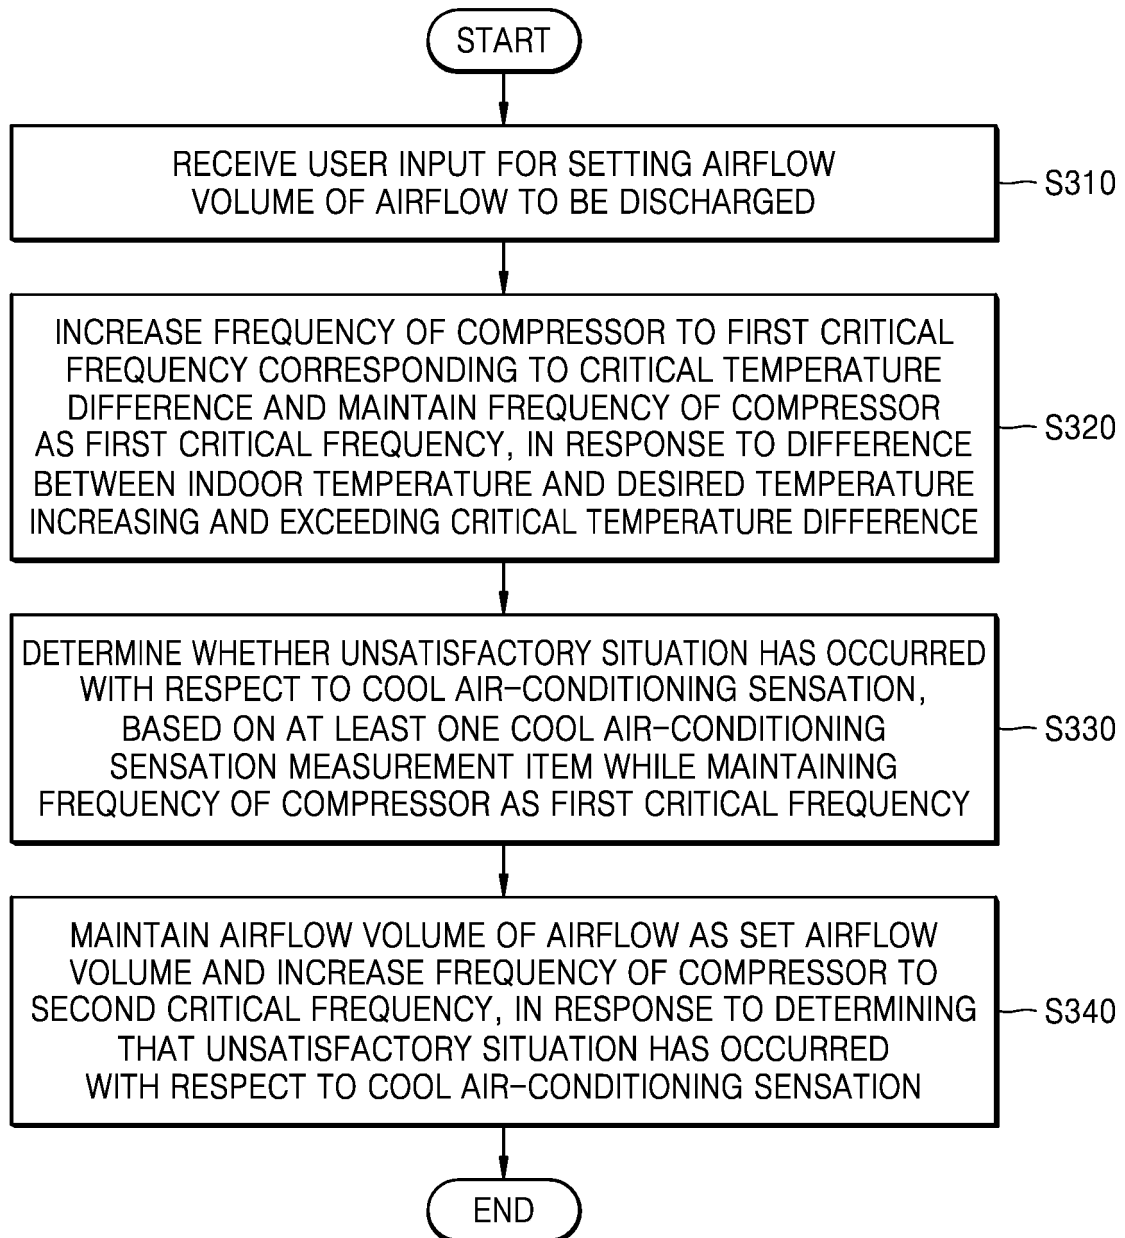 START
RECEIVE USER INPUT FOR SETTING AIRFLOW
VOLUME OF AIRFLOW TO BE DISCHARGED
S310
INCREASE FREQUENCY OF COMPRESSOR TO FIRST CRITICAL
FREQUENCY CORRESPONDING TO CRITICAL TEMPERATURE
DIFFERENCE AND MAINTAIN FREQUENCY OF COMPRESSOR
AS FIRST CRITICAL FREQUENCY, IN RESPONSE TO DIFFERENCE
BETWEEN INDOOR TEMPERATURE AND DESIRED TEMPERATURE
INCREASING AND EXCEEDING CRITICAL TEMPERATURE DIFFERENCE
S320
DETERMINE WHETHER UNSATISFACTORY SITUATION HAS OCCURRED
WITH RESPECT TO COOL AIR-CONDITIONING SENSATION,
BASED ON AT LEAST ONE COOL AIR-CONDITIONING
SENSATION MEASUREMENT ITEM WHILE MAINTAINING
FREQUENCY OF COMPRESSOR AS FIRST CRITICAL FREQUENCY
S330
MAINTAIN AIRFLOW VOLUME OF AIRFLOW AS SET AIRFLOW
VOLUME AND INCREASE FREQUENCY OF COMPRESSOR TO
SECOND CRITICAL FREQUENCY, IN RESPONSE TO DETERMINING
THAT UNSATISFACTORY SITUATION HAS OCCURRED
WITH RESPECT TO COOL AIR-CONDITIONING SENSATION
S340
END